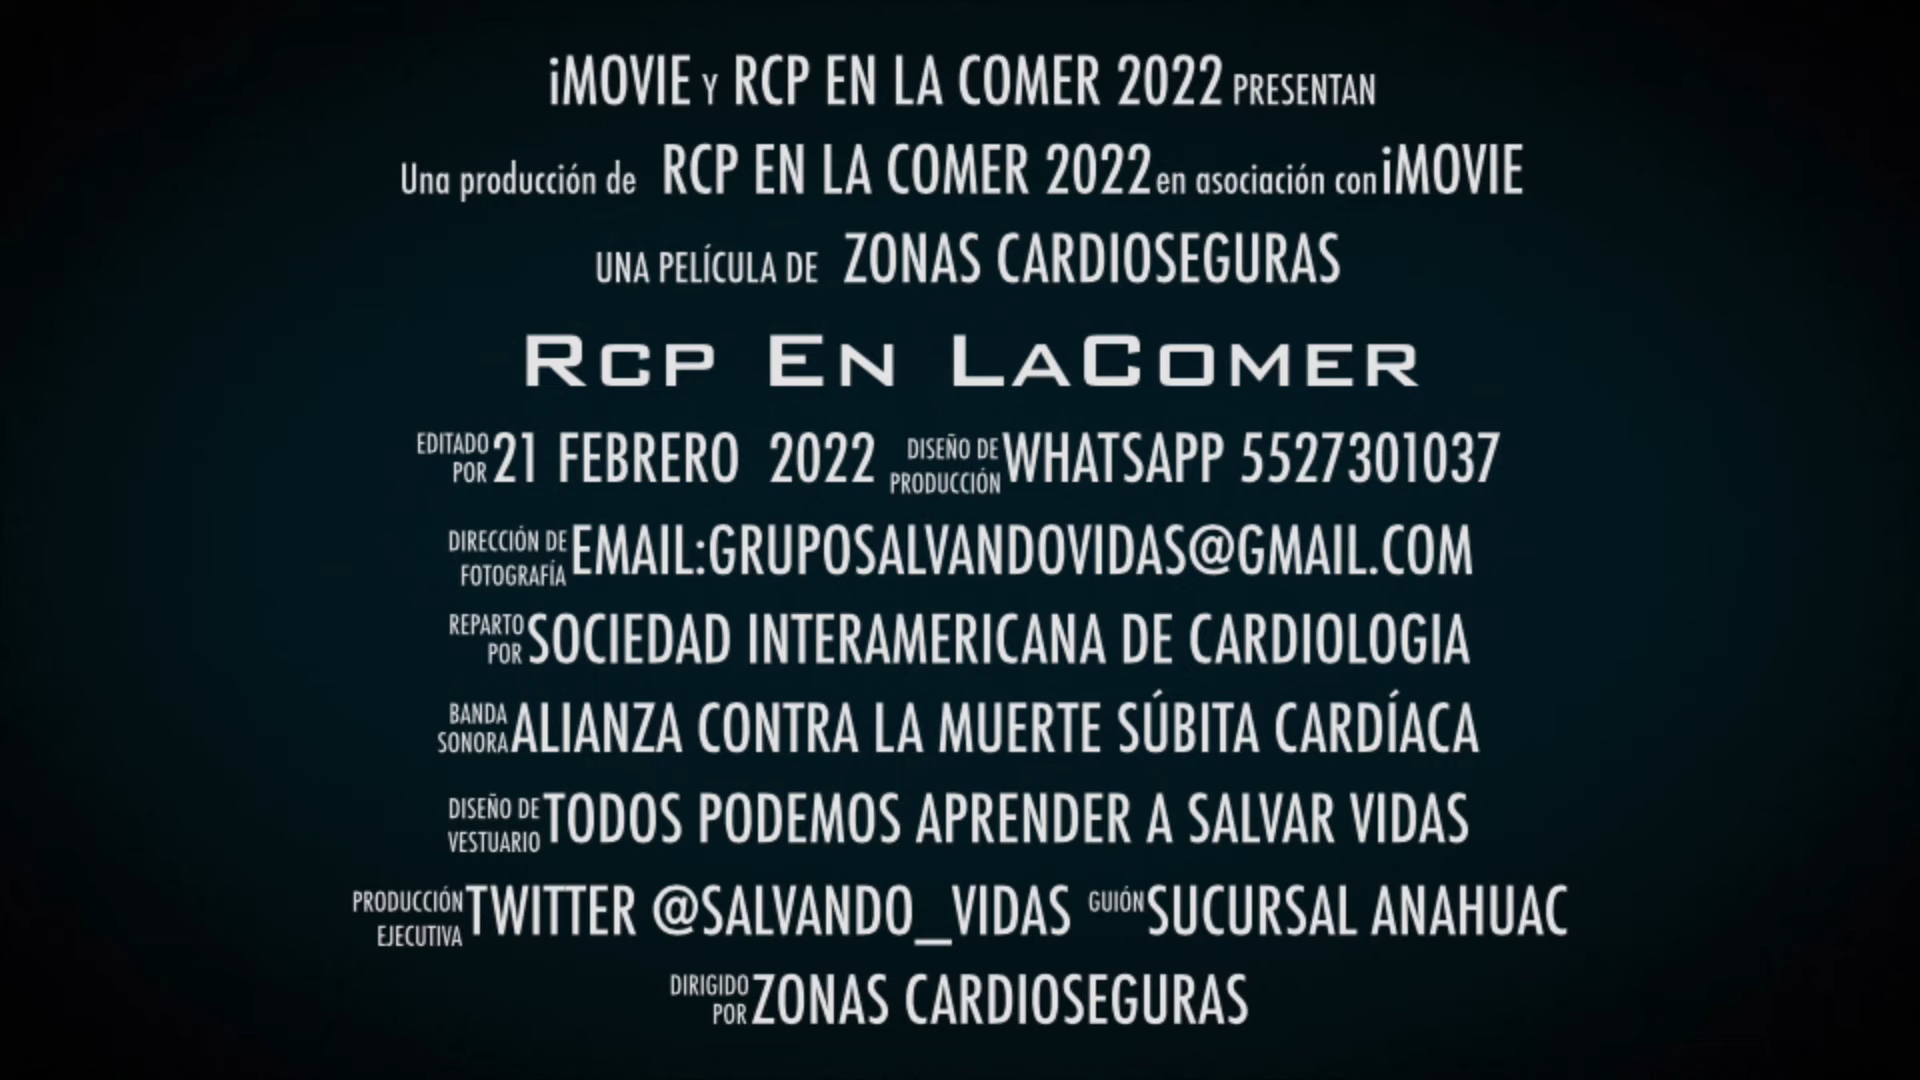 iMOVIE Y RCP EN LA COMER 2022 PRESENTAN
Una producción de RCP EN LA COMER 2022 en asociación con iMOVIE
UNA PELÍCULA DE ZONAS CARDIOSEGURAS
RCP EN LACOMER
EDITADO POR 21 FEBRERO 2022 DISEÑO DE PRODUCCIÓN WHATSAPP 5527301037
DIRECCIÓN DE FOTOGRAFÍA EMAIL:GRUPOSALVANDOVIDAS@GMAIL.COM
REPARTO POR SOCIEDAD INTERAMERICANA DE CARDIOLOGIA
BANDA SONORA ALIANZA CONTRA LA MUERTE SÚBITA CARDÍACA
DISEÑO DE VESTUARIO TODOS PODEMOS APRENDER A SALVAR VIDAS
PRODUCCIÓN EJECUTIVA TWITTER @SALVANDO_VIDAS GUIÓN SUCURSAL ANAHUAC
DIRIGIDO POR ZONAS CARDIOSEGURAS